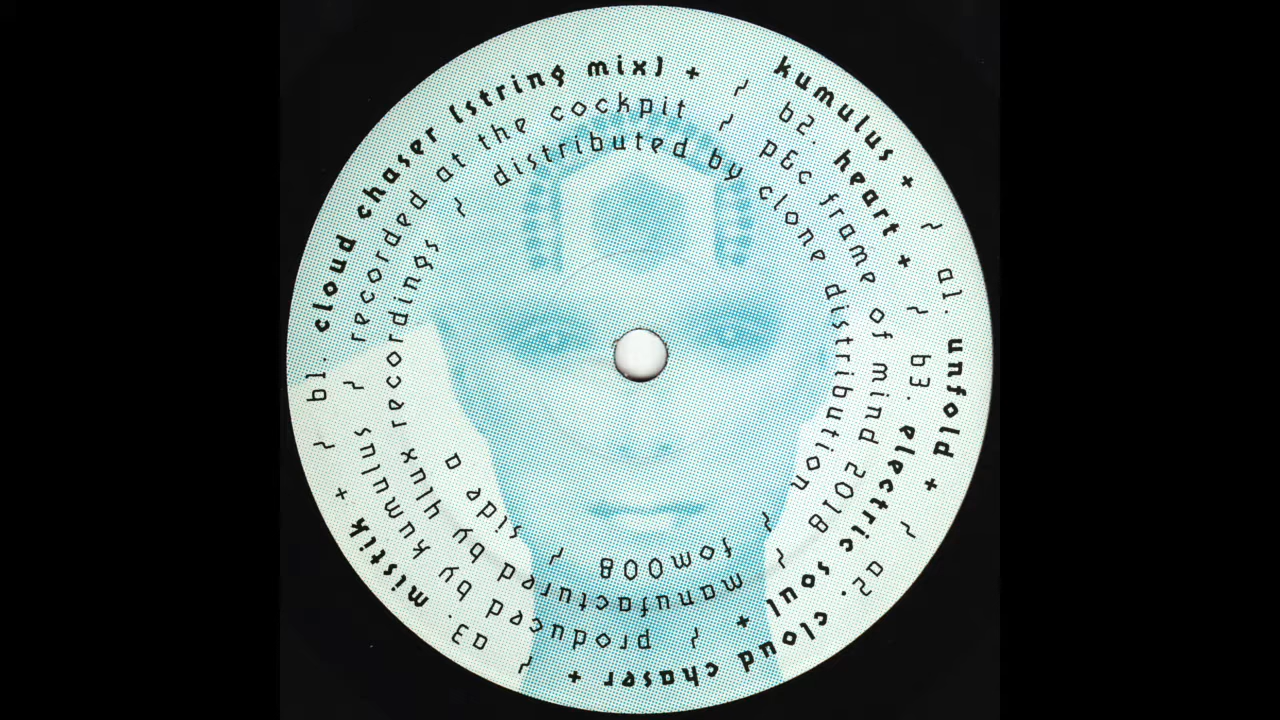 kumulus + ~ a1. unfold + ~ a2. cloud chaser + ~ a3. mistik + ~ b1. cloud chaser (string mix) + ~ b2. heart + ~ b3. electric soul + ~ produced by kumulus ~ recorded at the cockpit ~ p&c frame of mind 2018 ~ manufactured by hlux recordings ~ distributed by clone distribution ~ fom008 ~ side a